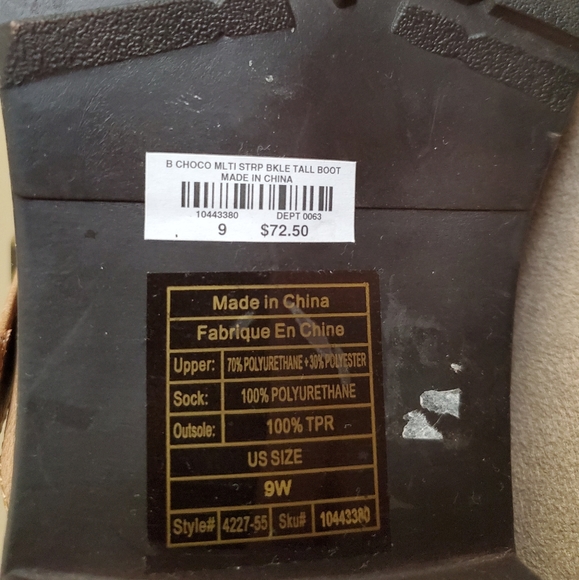 B CHOCO MLTI STRP BKLE TALL BOOT
MADE IN CHINA
10443380 DEPT 0063
9 $72.50
Made in China
Fabrique En Chine
Upper: 70% POLYURETHANE + 30% POLYESTER
Sock: 100% POLYURETHANE
Outsole: 100% TPR
US SIZE
9W
Style# 4227-55 Sku# 10443380